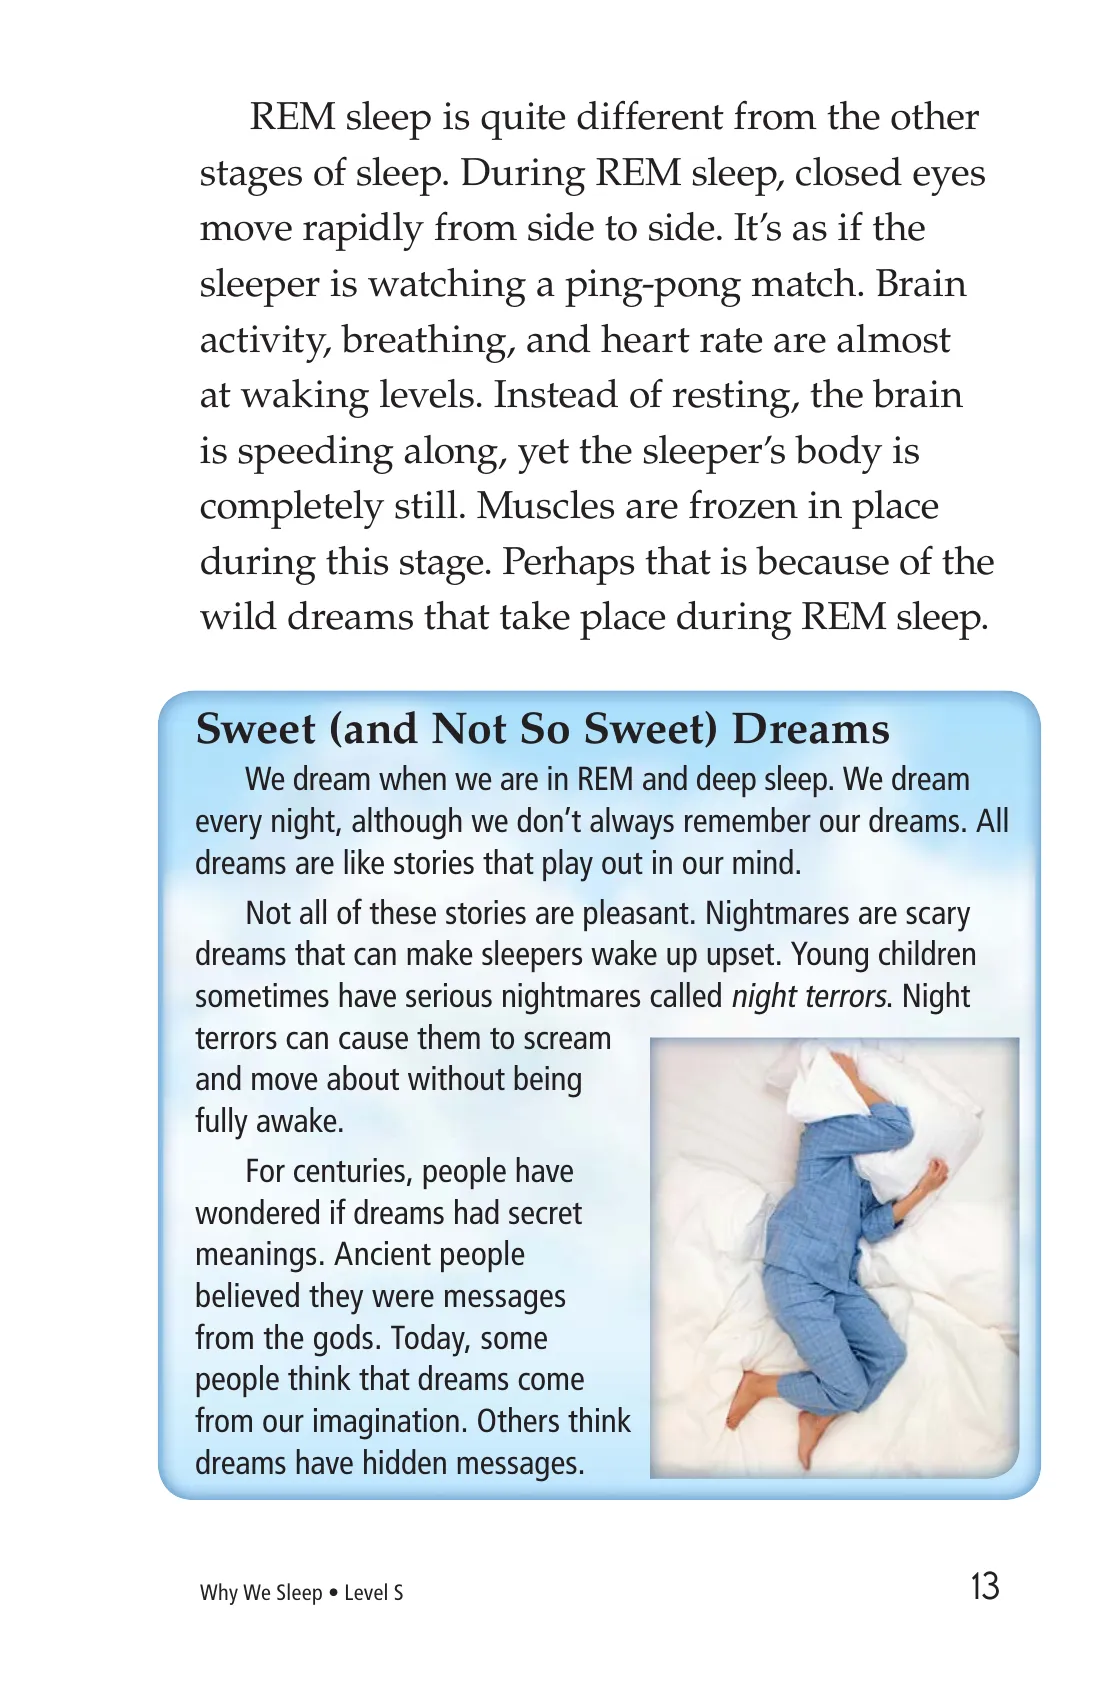 REM sleep is quite different from the other
stages of sleep. During REM sleep, closed eyes
move rapidly from side to side. It’s as if the
sleeper is watching a ping-pong match. Brain
activity, breathing, and heart rate are almost
at waking levels. Instead of resting, the brain
is speeding along, yet the sleeper’s body is
completely still. Muscles are frozen in place
during this stage. Perhaps that is because of the
wild dreams that take place during REM sleep.
Sweet (and Not So Sweet) Dreams
We dream when we are in REM and deep sleep. We dream
every night, although we don’t always remember our dreams. All
dreams are like stories that play out in our mind.
Not all of these stories are pleasant. Nightmares are scary
dreams that can make sleepers wake up upset. Young children
sometimes have serious nightmares called night terrors. Night
terrors can cause them to scream
and move about without being
fully awake.
For centuries, people have
wondered if dreams had secret
meanings. Ancient people
believed they were messages
from the gods. Today, some
people think that dreams come
from our imagination. Others think
dreams have hidden messages.
Why We Sleep • Level S
13